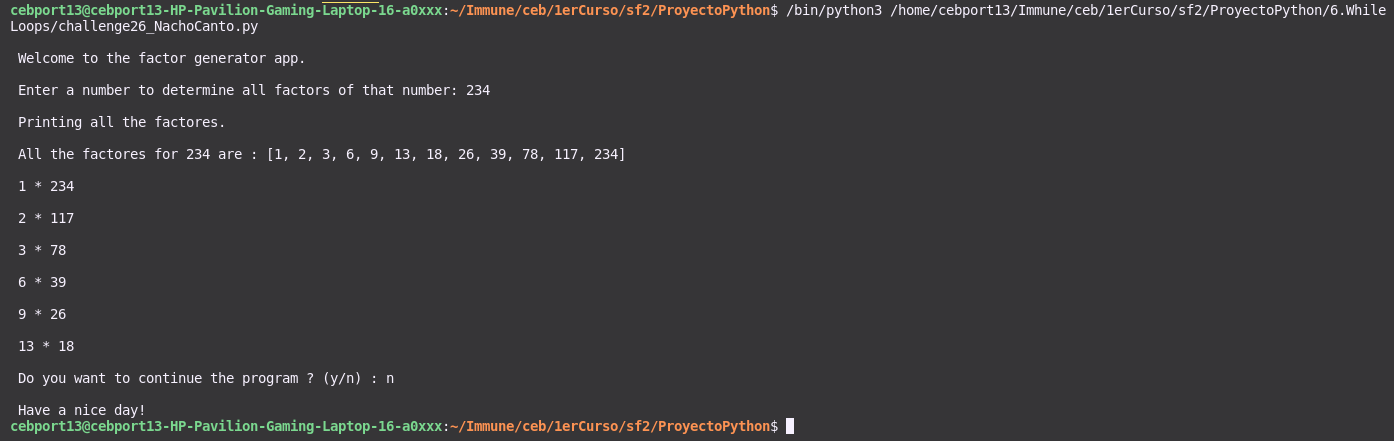 cebport13@cebport13-HP-Pavilion-Gaming-Laptop-16-a0xxx:~/Immune/ceb/1erCurso/sf2/ProyectoPython$ /bin/python3 /home/cebport13/Immune/ceb/1erCurso/sf2/ProyectoPython/6.While
Loops/challenge26_NachoCanto.py
Welcome to the factor generator app.
Enter a number to determine all factors of that number: 234
Printing all the factores.
All the factores for 234 are : [1, 2, 3, 6, 9, 13, 18, 26, 39, 78, 117, 234]
1 * 234
2 * 117
3 * 78
6 * 39
9 * 26
13 * 18
Do you want to continue the program ? (y/n) : n
Have a nice day!
cebport13@cebport13-HP-Pavilion-Gaming-Laptop-16-a0xxx:~/Immune/ceb/1erCurso/sf2/ProyectoPython$